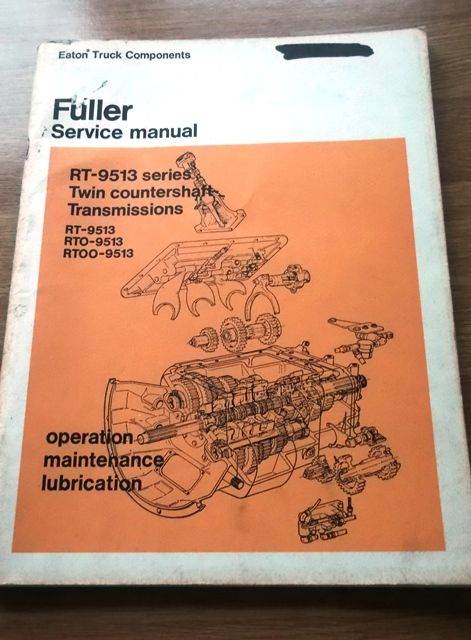 Eaton® Truck Components
Fuller
Service manual
RT-9513 series
Twin countershaft
Transmissions
RT-9513
RTO-9513
RTOO-9513
operation
maintenance
lubrication